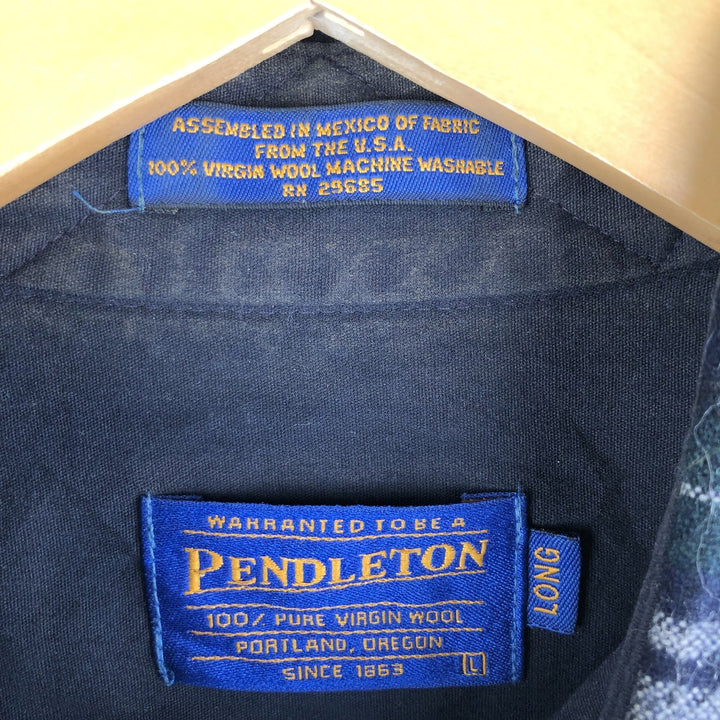 ASSEMBLED IN MEXICO OF FABRIC
FROM THE U.S.A.
100% VIRGIN WOOL MACHINE WASHABLE
RN 29685
WARRANTED TO BE A
PENDLETON
100% PURE VIRGIN WOOL
PORTLAND, OREGON
SINCE 1863
L
LONG